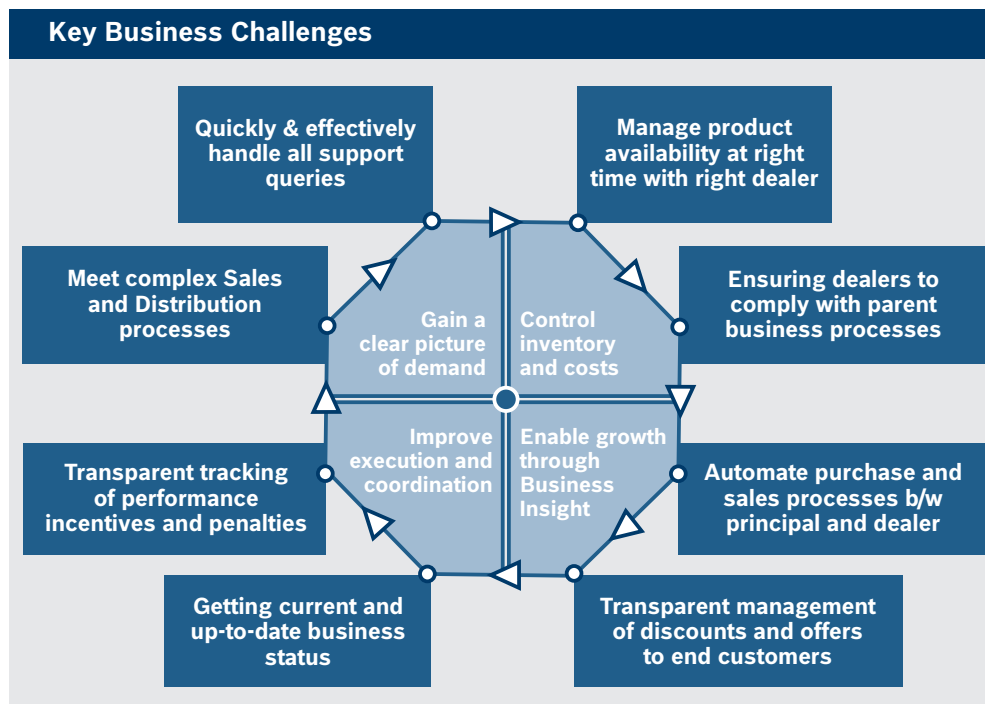 Key Business Challenges
Quickly & effectively
handle all support
queries
Manage product
availability at right
time with right dealer
Meet complex Sales
and Distribution
processes
Ensuring dealers to
comply with parent
business processes
Gain a
clear picture
of demand
Control
inventory
and costs
Improve
execution and
coordination
Enable growth
through
Business
Insight
Transparent tracking
of performance
incentives and penalties
Automate purchase and
sales processes b/w
principal and dealer
Getting current and
up-to-date business
status
Transparent management
of discounts and offers
to end customers